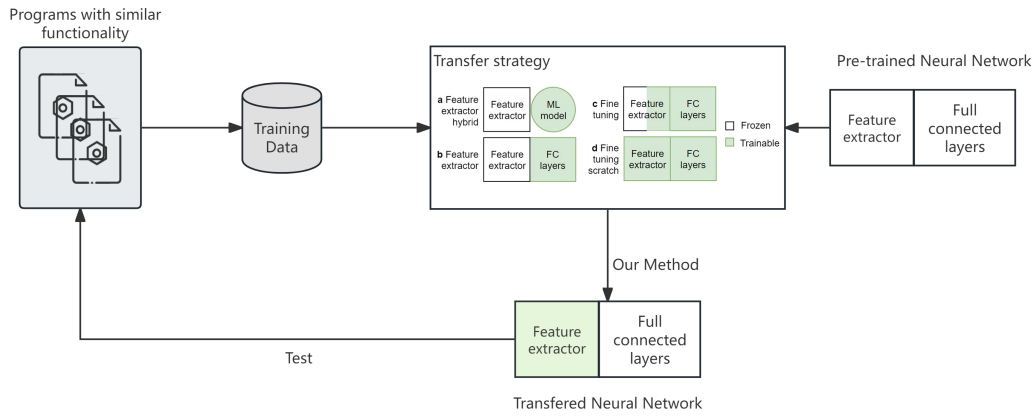 Programs with similar
functionality
Training
Data
Transfer strategy
a Feature
extractor
hybrid
Feature
extractor
ML
model
b Feature
extractor
Feature
extractor
FC
layers
c Fine
tuning
Feature
extractor
FC
layers
d Fine
tuning
scratch
Feature
extractor
FC
layers
Frozen
Trainable
Pre-trained Neural Network
Feature
extractor
Full
connected
layers
Our Method
Feature
extractor
Full
connected
layers
Test
Transfered Neural Network